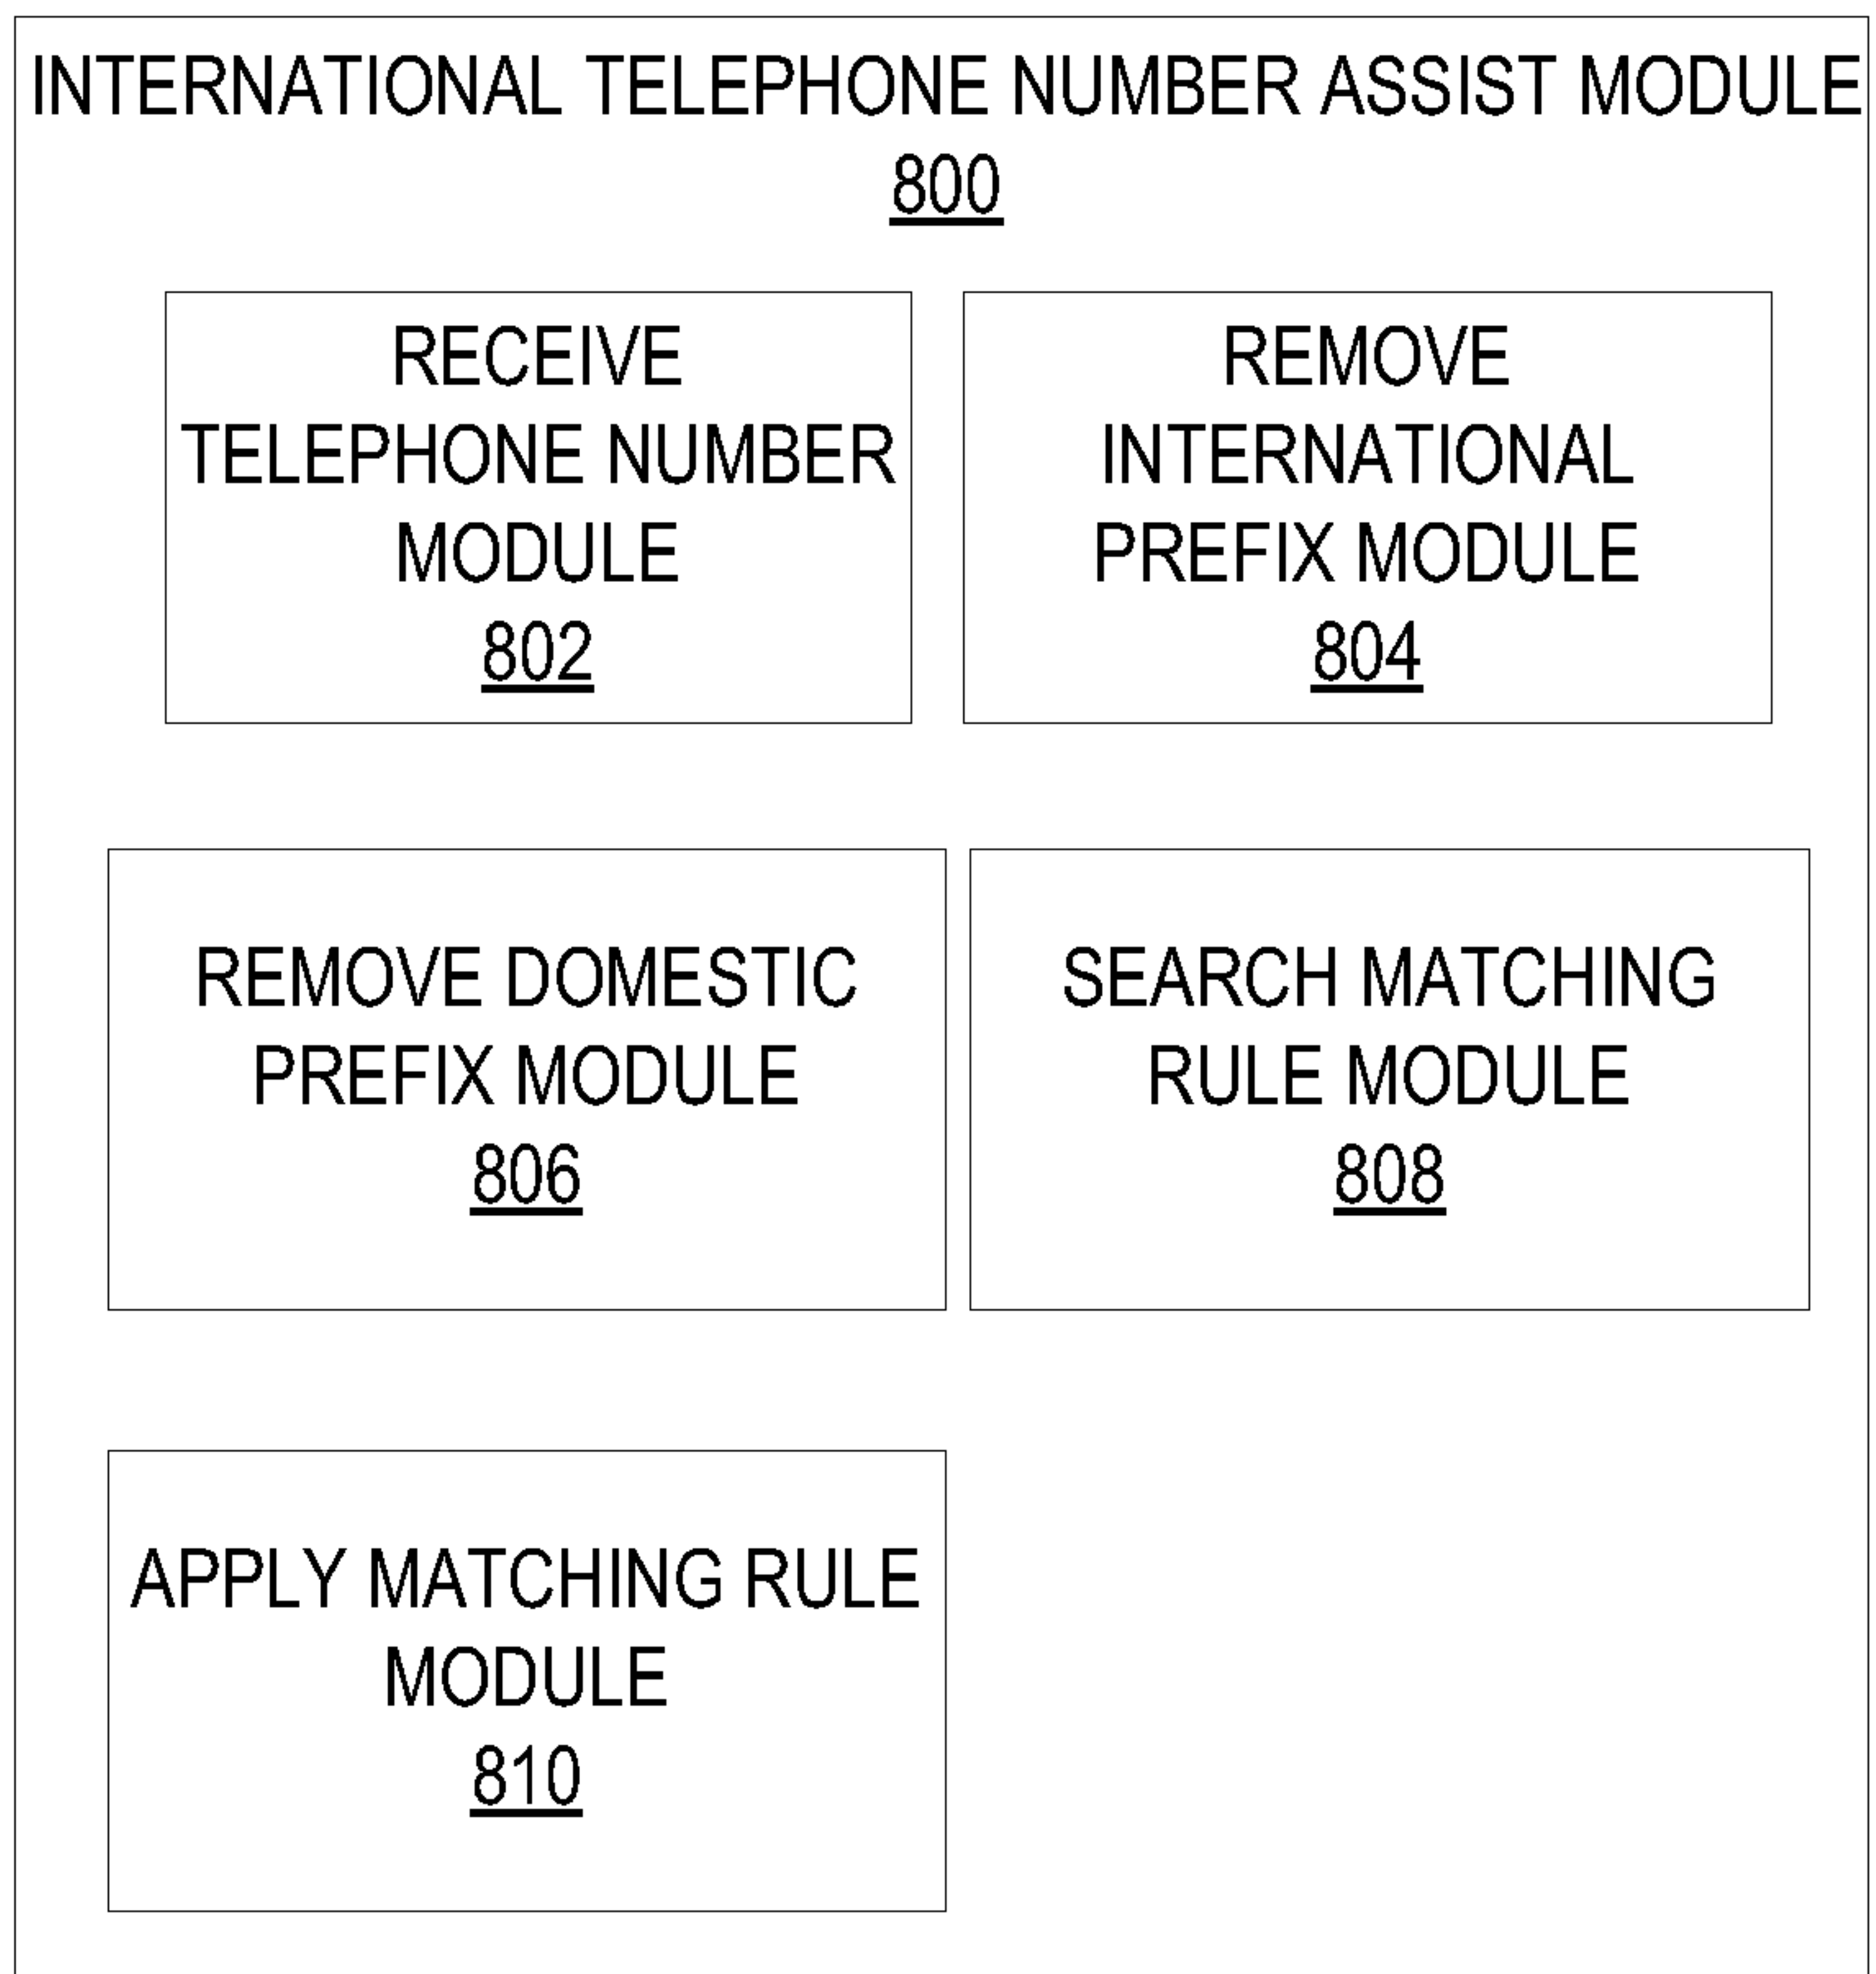 INTERNATIONAL TELEPHONE NUMBER ASSIST MODULE
800
RECEIVE
TELEPHONE NUMBER
MODULE
802
REMOVE
INTERNATIONAL
PREFIX MODULE
804
REMOVE DOMESTIC
PREFIX MODULE
806
SEARCH MATCHING
RULE MODULE
808
APPLY MATCHING RULE
MODULE
810